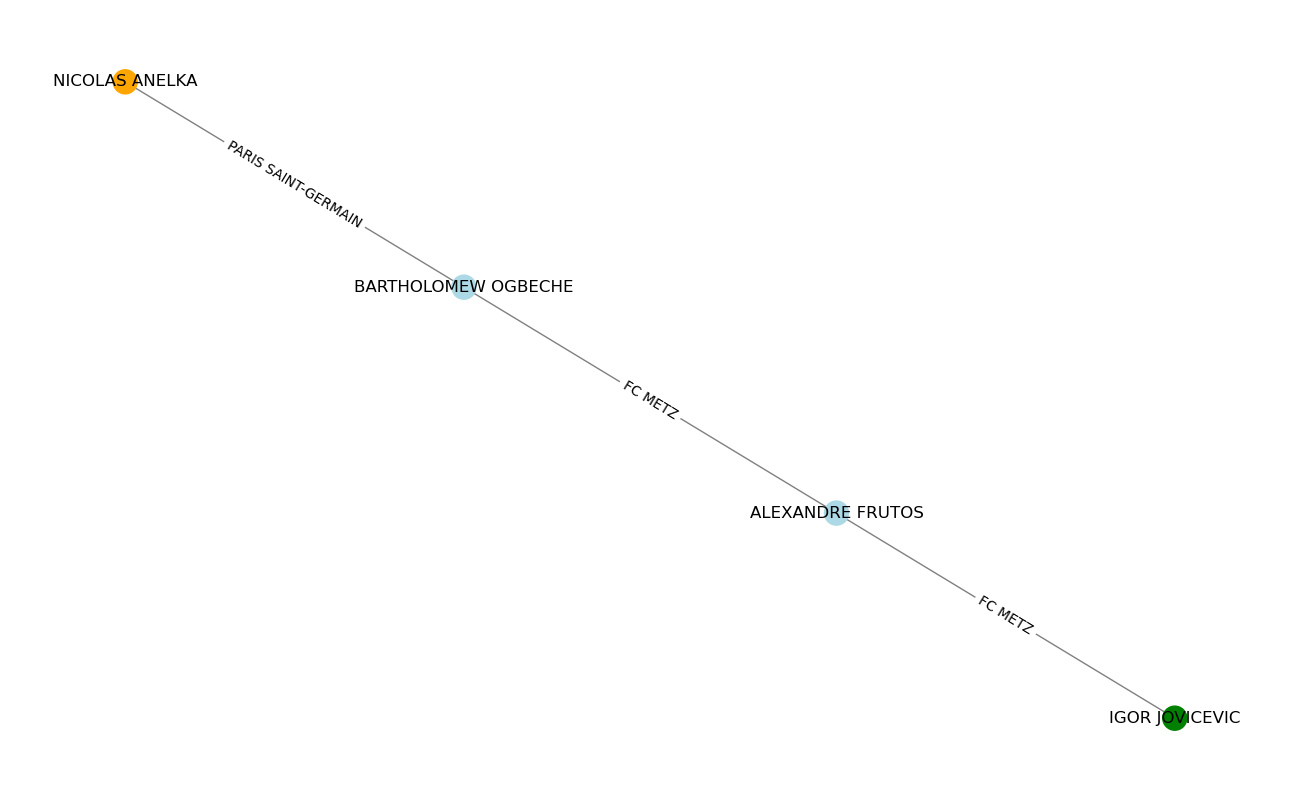 NICOLAS ANELKA
PARIS SAINT-GERMAIN
BARTHOLOMEW OGBECHE
FC METZ
ALEXANDRE FRUTOS
FC METZ
IGOR JOVICEVIC